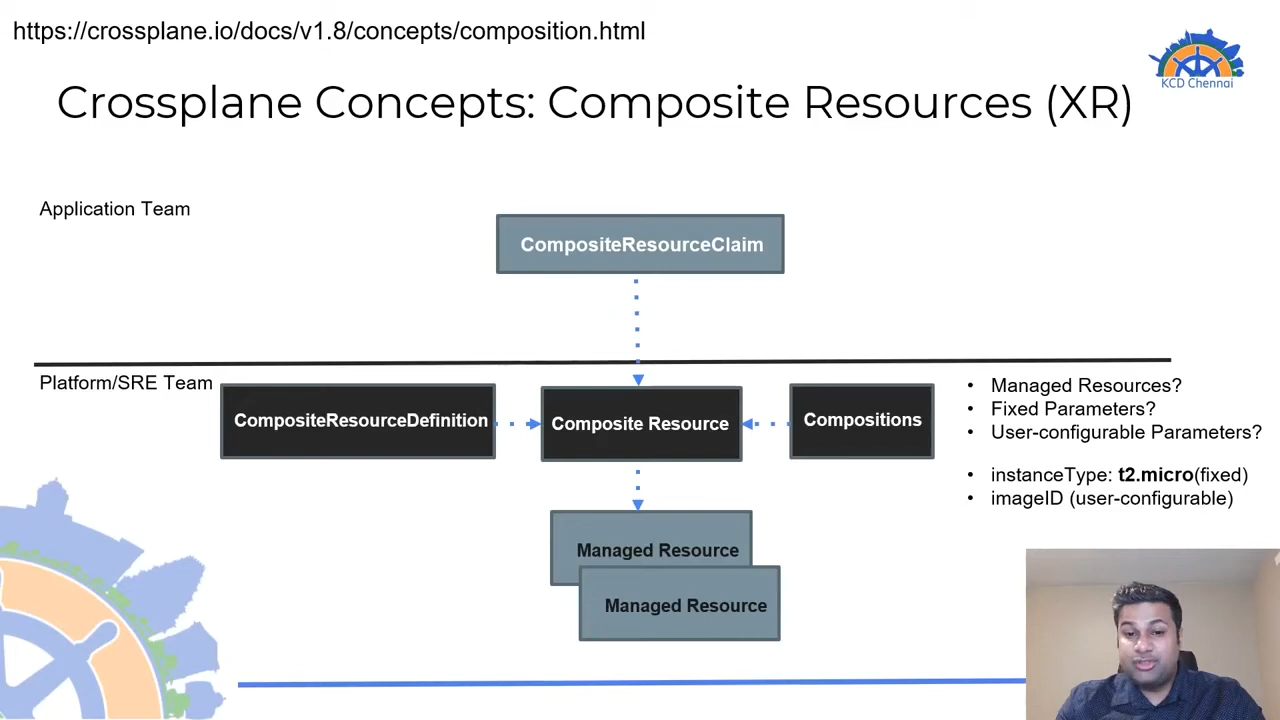 https://crossplane.io/docs/v1.8/concepts/composition.html
KCD Chennai
Crossplane Concepts: Composite Resources (XR)
Application Team
CompositeResourceClaim
Platform/SRE Team
CompositeResourceDefinition
Composite Resource
Compositions
• Managed Resources?
• Fixed Parameters?
• User-configurable Parameters?
• instanceType: t2.micro(fixed)
• imageID (user-configurable)
Managed Resource
Managed Resource